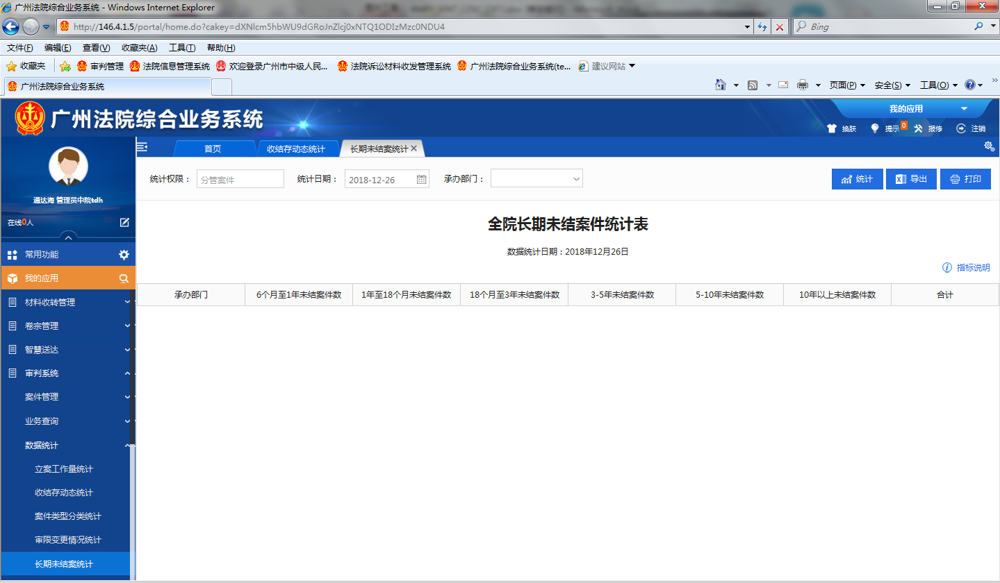 广州法院综合业务系统 - Windows Internet Explorer
http://146.4.1.5/portal/home.do?cakey=dXNlcm5hbWU9dGRoJnZlcj0xNTQ1ODIzMzc0NDU4
Bing
文件(F) 编辑(E) 查看(V) 收藏夹(A) 工具(T) 帮助(H)
收藏夹 审判管理 法院信息管理系统 欢迎登录广州市中级人民... 法院诉讼材料收发管理系统 广州法院综合业务系统(te... 建议网站
广州法院综合业务系统 页面(P) 安全(S) 工具(O) »
广州法院综合业务系统
我的应用
换肤 提示 0 报修 注销
首页 收结存动态统计 长期未结案统计
统计权限： 分管案件 统计日期： 2018-12-26 承办部门： 统计 导出 打印
通达海 管理员中院tdh
在线0人
全院长期未结案件统计表
数据统计日期：2018年12月26日
指标说明
承办部门 6个月至1年未结案件数 1年至18个月未结案件数 18个月至3年未结案件数 3-5年未结案件数 5-10年未结案件数 10年以上未结案件数 合计
常用功能
我的应用
材料收转管理
卷宗管理
智慧送达
审判系统
案件管理
业务查询
数据统计
立案工作量统计
收结存动态统计
案件类型分类统计
审限变更情况统计
长期未结案统计